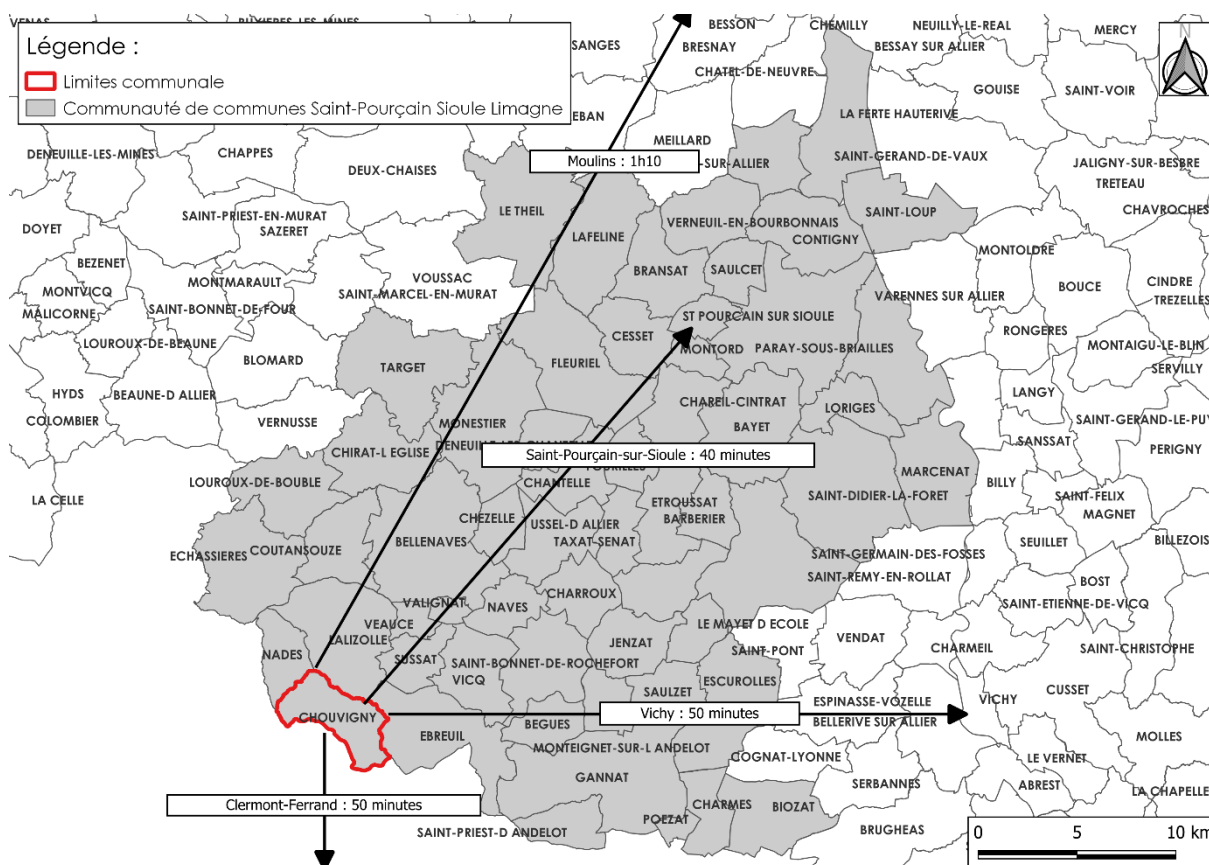 VENAS
BUXIERES-LES-MINES
BESSON
CHEMILLY
NEUILLY-LE-REAL
MERCY
N
Légende :
Limites communale
Communauté de communes Saint-Pourçain Sioule Limagne
SANGES
BRESNAY
BESSAY SUR ALLIER
CHATEL-DE-NEUVRE
GOUISE
SAINT-VOIR
EBAN
LA FERTE HAUTERIVE
DENEUILLE-LES-MINES
CHAPPES
DEUX-CHAISES
MEILLARD
Moulins : 1h10
-SUR-ALLIER
SAINT-GERAND-DE-VAUX
JALIGNY-SUR-BESBRE
TRETEAU
LE THEIL
SAINT-PRIEST-EN-MURAT
SAZERET
VERNEUIL-EN-BOURBONNAIS
SAINT-LOUP
CHAVROCHES
DOYET
LAFELINE
CONTIGNY
MONTOLDRE
BEZENET
MONTMARAULT
VOUSSAC
BRANSAT
SAULCET
CINDRE
MONTVICQ
SAINT-MARCEL-EN-MURAT
VARENNES SUR ALLIER
BOUCE
TREZELLES
MALICORNE
SAINT-BONNET-DE-FOUR
ST POURCAIN SUR SIOULE
RONGERES
LOUROUX-DE-BEAUNE
CESSET
MONTORD
PARAY-SOUS-BRIAILLES
MONTAIGU-LE-BLIN
BLOMARD
TARGET
FLEURIEL
SERVILLY
HYDS
BEAUNE-D ALLIER
LANGY
COLOMBIER
VERNUSSE
CHAREIL-CINTRAT
LORIGES
SAINT-GERAND-LE-PUY
MONESTIER
BAYET
SANSSAT
PERIGNY
CHIRAT-L EGLISE
Saint-Pourçain-sur-Sioule : 40 minutes
LOUROUX-DE-BOUBLE
CHANTELLE
MARCENAT
BILLY
LA CELLE
SAINT-DIDIER-LA-FORET
SAINT-FELIX
MAGNET
CHEZELLE
ETROUSSAT
BARBERIER
USSEL-D ALLIER
TAXAT-SENAT
ECHASSIERES
COUTANSOUZE
BELLENAVES
SEUILLET
BILLEZOIS
SAINT-GERMAIN-DES-FOSSES
SAINT-REMY-EN-ROLLAT
BOST
VALIGNAT
NAVES
CHARROUX
SAINT-ETIENNE-DE-VICQ
VEAUCE
LE MAYET D ECOLE
LALIZOLLE
JENZAT
VENDAT
NADES
SUSSAT
SAINT-BONNET-DE-ROCHEFORT
SAINT-PONT
CHARMEIL
SAINT-CHRISTOPHE
VICQ
ESCUROLLES
SAULZET
VICHY
CUSSET
ESPINASSE-VOZELLE
CHOUVIGNY
Vichy : 50 minutes
BEGUES
BELLERIVE SUR ALLIER
EBREUIL
MOLLES
MONTEIGNET-SUR-L ANDELOT
COGNAT-LYONNE
LE VERNET
GANNAT
SERBANNES
ABREST
LA CHAPELLE
Clermont-Ferrand : 50 minutes
CHARMES
BIOZAT
POEZAT
SAINT-PRIEST-D ANDELOT
BRUGHEAS
0 5 10 km